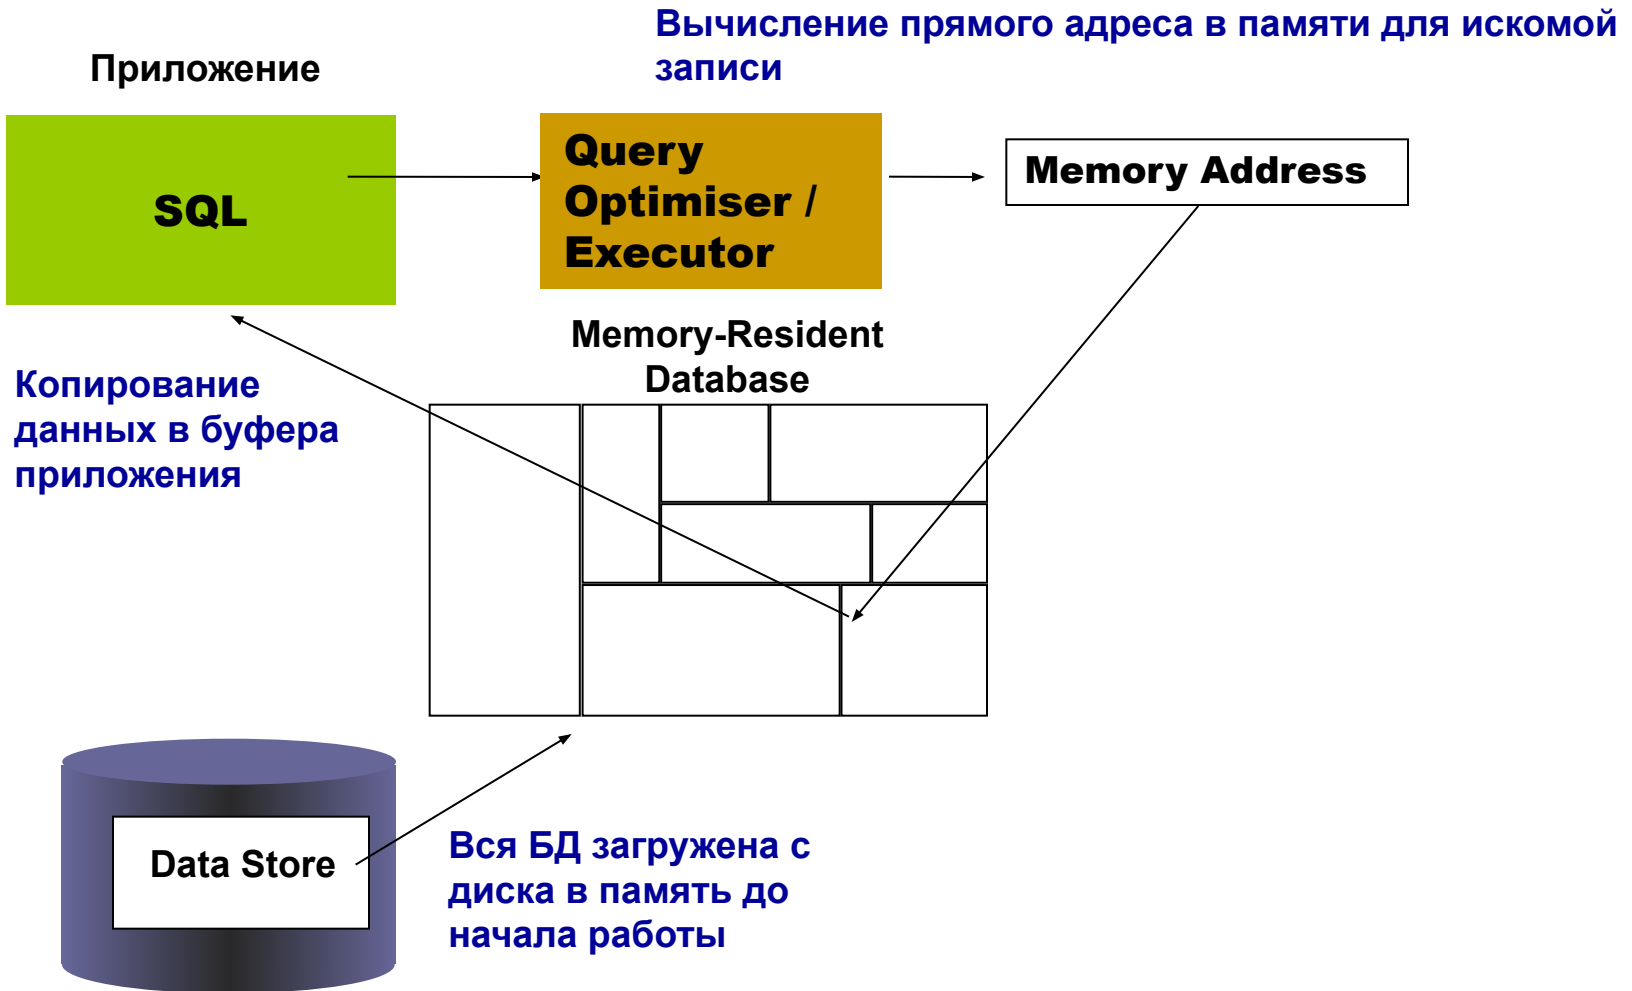 Вычисление прямого адреса в памяти для искомой
записи
Приложение
SQL
Query
Optimiser /
Executor
Memory Address
Memory-Resident
Database
Копирование
данных в буфера
приложения
Data Store
Вся БД загружена с
диска в память до
начала работы